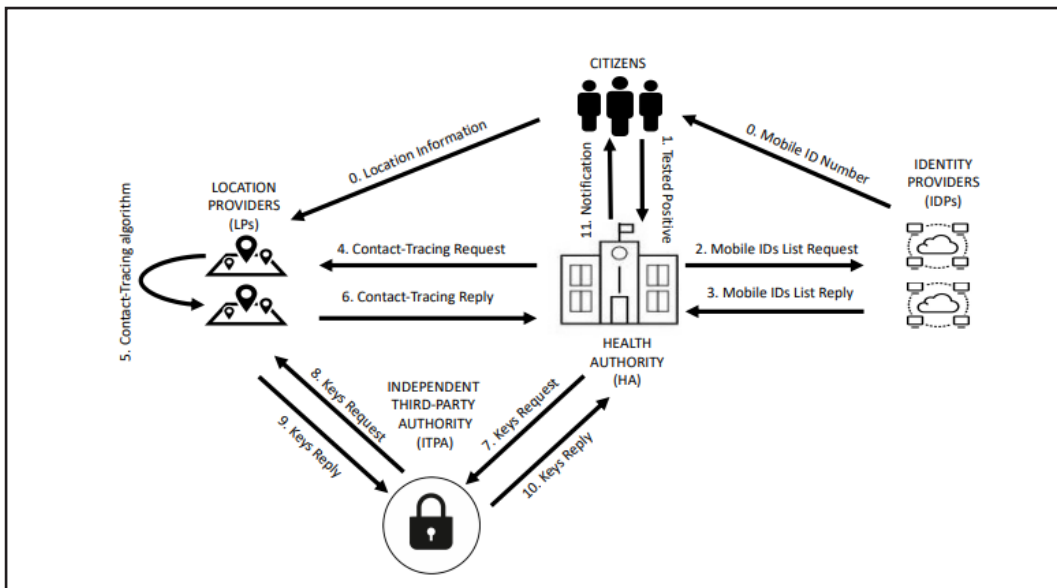 CITIZENS
0. Location Information
0. Mobile ID Number
11. Notification
1. Tested Positive
IDENTITY
PROVIDERS
(IDPs)
LOCATION
PROVIDERS
(LPs)
5. Contact-Tracing algorithm
4. Contact-Tracing Request
2. Mobile IDs List Request
6. Contact-Tracing Reply
3. Mobile IDs List Reply
HEALTH
AUTHORITY
(HA)
INDEPENDENT
THIRD-PARTY
AUTHORITY
(ITPA)
8. Keys Request
9. Keys Reply
7. Keys Request
10. Keys Reply